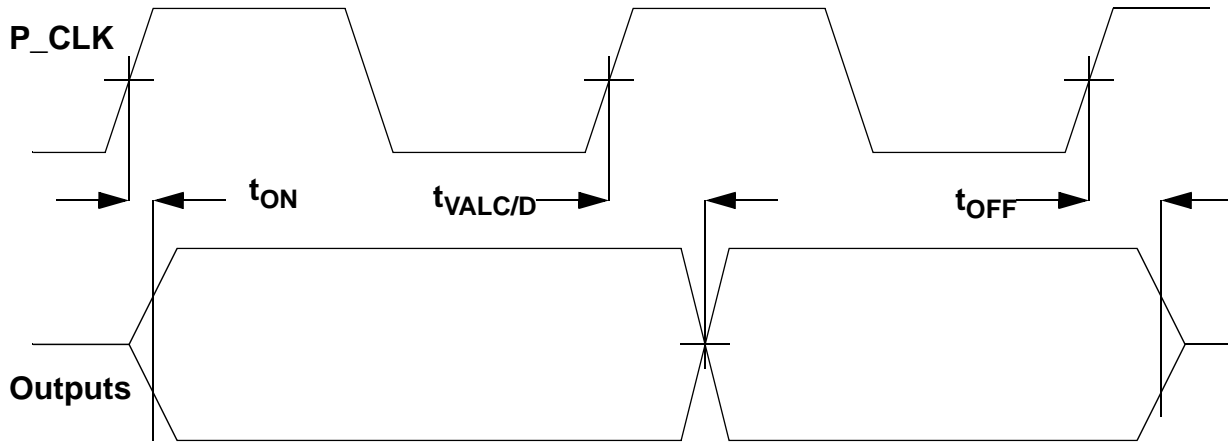 P_CLK
tON
tVALC/D
tOFF
Outputs